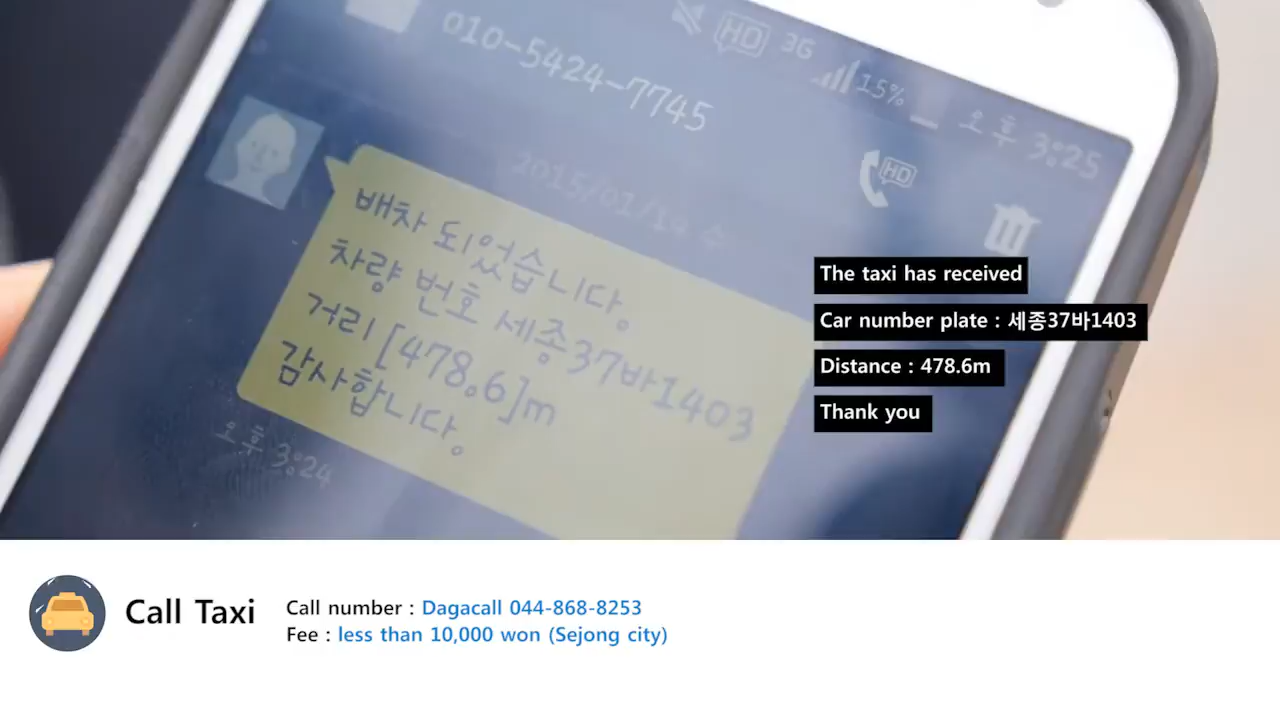 HD 3G 15% 오후 3:25
010-5424-7745
HD
2015/01/14 수
배차 되었습니다.
차량 번호 세종37바1403
거리 [478.6]m
감사합니다.
오후 3:24
The taxi has received
Car number plate : 세종37바1403
Distance : 478.6m
Thank you
Call Taxi
Call number : Dagacall 044-868-8253
Fee : less than 10,000 won (Sejong city)